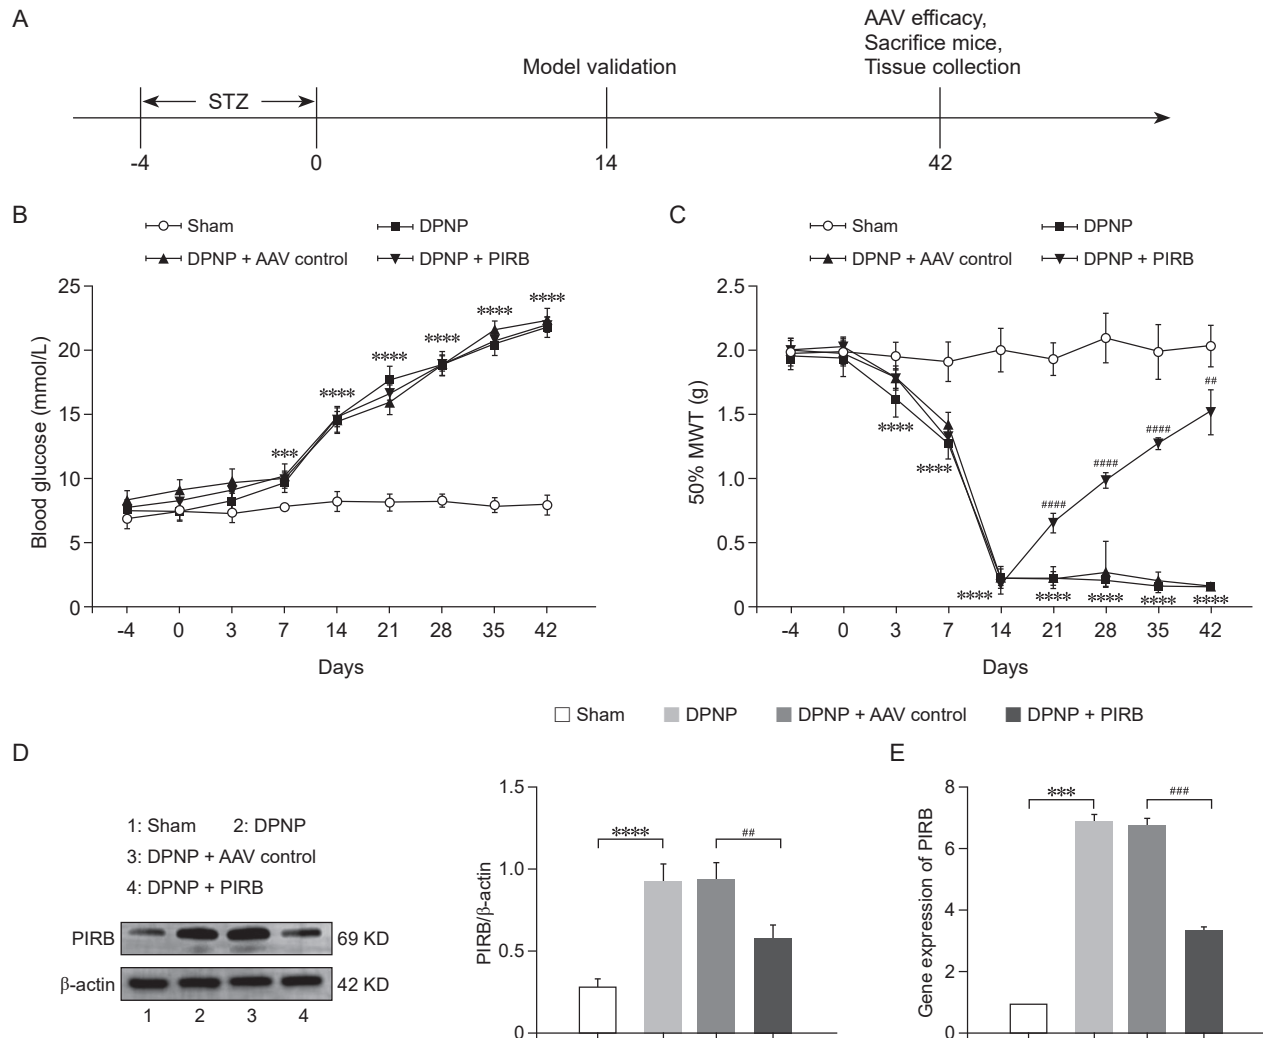 A
AAV efficacy,
Sacrifice mice,
Tissue collection
Model validation
STZ
-4 0 14 42
B
Sham DPNP
DPNP + AAV control DPNP + PIRB
25
20
15
10
5
0
Blood glucose (mmol/L)
*** **** **** **** **** ****
-4 0 3 7 14 21 28 35 42
Days
C
Sham DPNP
DPNP + AAV control DPNP + PIRB
2.5
2.0
1.5
1.0
0.5
0
50% MWT (g)
## 
####
####
####
**** **** **** **** **** **** ****
-4 0 3 7 14 21 28 35 42
Days
Sham DPNP DPNP + AAV control DPNP + PIRB
D
1: Sham 2: DPNP
3: DPNP + AAV control
4: DPNP + PIRB
PIRB 69 KD
β-actin 42 KD
1 2 3 4
1.5
1.0
0.5
0
PIRB/β-actin
**** ##
E
8
6
4
2
0
Gene expression of PIRB
*** ###